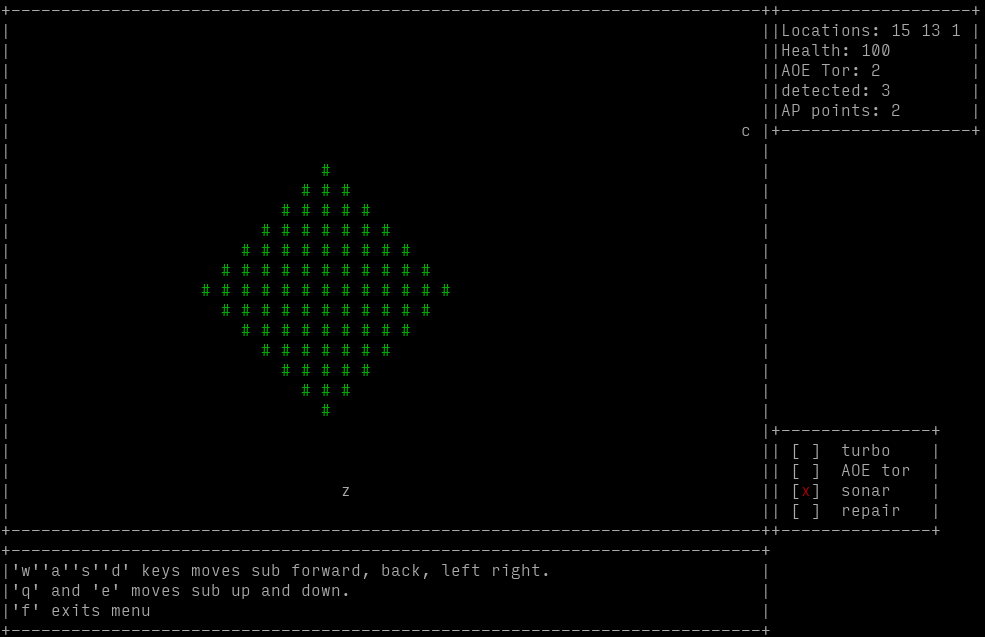 Locations: 15 13 1
Health: 100
AOE Tor: 2
detected: 3
AP points: 2
c
#
# # #
# # # # #
# # # # # # #
# # # # # # # # #
# # # # # # # # # # #
# # # # # # # # # # # # #
# # # # # # # # # # #
# # # # # # # # #
# # # # # # #
# # # # #
# # #
#
z
[ ] turbo
[ ] AOE tor
[x] sonar
[ ] repair
'w''a''s''d' keys moves sub forward, back, left right.
'q' and 'e' moves sub up and down.
'f' exits menu